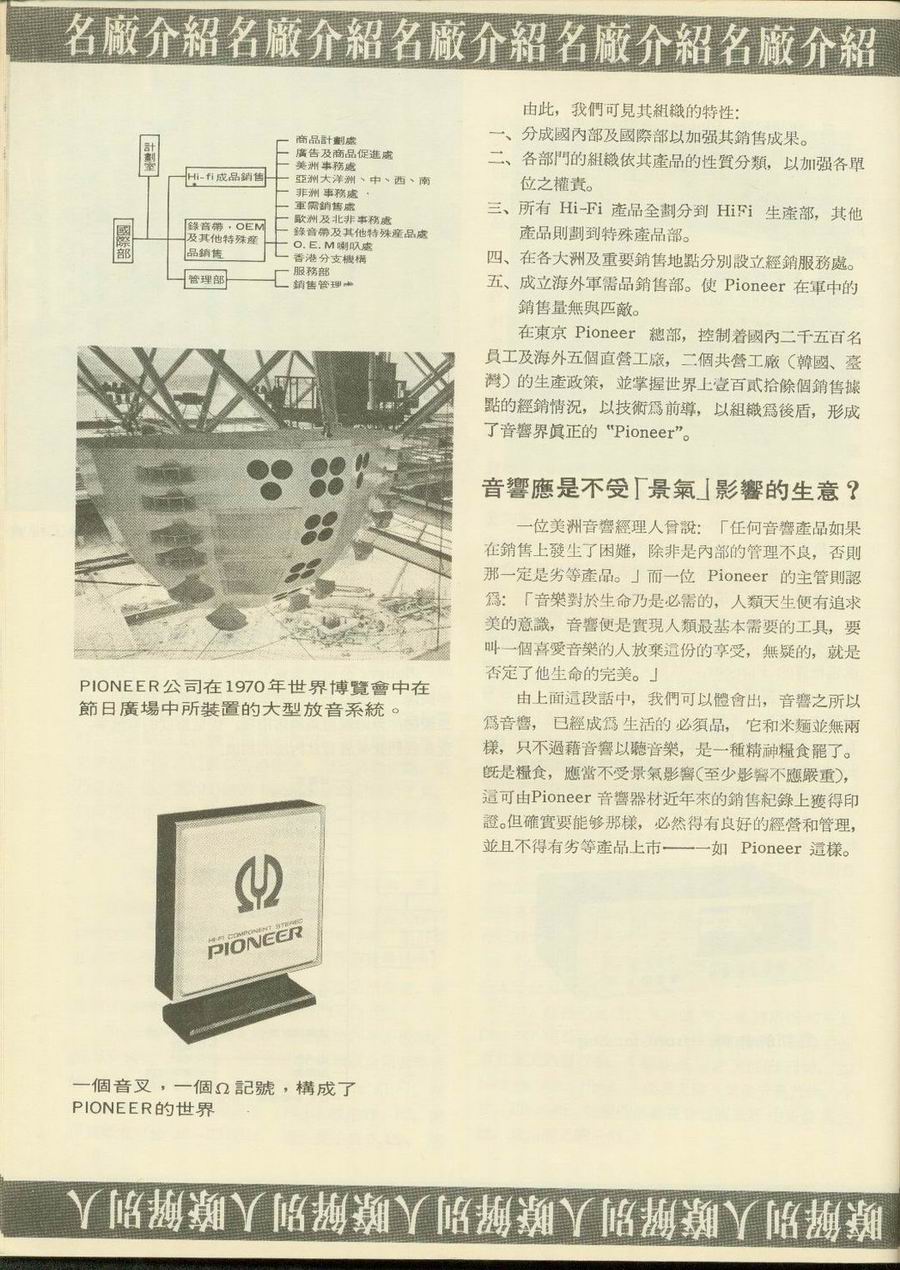 名廠介紹名廠介紹名廠介紹名廠介紹名廠介紹
計劃室
國際部
Hi-fi成品銷售
錄音帶,OEM
及其他特殊産
品銷售
管理部
商品計劃處
廣告及商品促進處
美洲事務處
亞洲大洋洲、中、西、南
非洲事務處
軍需銷售處
歐洲及北非事務處
錄音帶及其他特殊産品處
O.E.M喇叭處
香港分支機構
服務部
銷售管理處
PIONEER公司在1970年世界博覽會中在
節日廣場中所裝置的大型放音系統。
HI-FI COMPONENT STEREO
PIONEER
一個音叉,一個Ω記號,構成了
PIONEER的世界
由此,我們可見其組織的特性:
一、分成國內部及國際部以加强其銷售成果。
二、各部門的組織依其產品的性質分類,以加强各單
位之權責。
三、所有 Hi-Fi 產品全劃分到 HiFi 生產部,其他
產品則劃到特殊產品部。
四、在各大洲及重要銷售地點分別設立經銷服務處。
五、成立海外軍需品銷售部。使 Pioneer 在軍中的
銷售量無與匹敵。
在東京 Pioneer 總部,控制着國內二千五百名
員工及海外五個直營工廠,二個共營工廠(韓國、臺
灣)的生產政策,並掌握世界上壹百貳拾餘個銷售據
點的經銷情況,以技術爲前導,以組織爲後盾,形成
了音響界眞正的 “Pioneer”。
音響應是不受「景氣」影響的生意?
一位美洲音響經理人曾說:「任何音響產品如果
在銷售上發生了困難,除非是內部的管理不良,否則
那一定是劣等產品。」而一位 Pioneer 的主管則認
爲:「音樂對於生命乃是必需的,人類天生便有追求
美的意識,音響便是實現人類最基本需要的工具,要
叫一個喜愛音樂的人放棄這份的享受,無疑的,就是
否定了他生命的完美。」
由上面這段話中,我們可以體會出,音響之所以
爲音響,已經成爲生活的必須品,它和米麵並無兩
樣,只不過藉音響以聽音樂,是一種精神糧食罷了。
旣是糧食,應當不受景氣影響(至少影響不應嚴重),
這可由Pioneer 音響器材近年來的銷售紀錄上獲得印
證。但確實要能够那樣,必然得有良好的經營和管理,
並且不得有劣等產品上市——一如 Pioneer 這樣。
瞭解別人瞭解別人瞭解別人瞭解別人瞭解別人